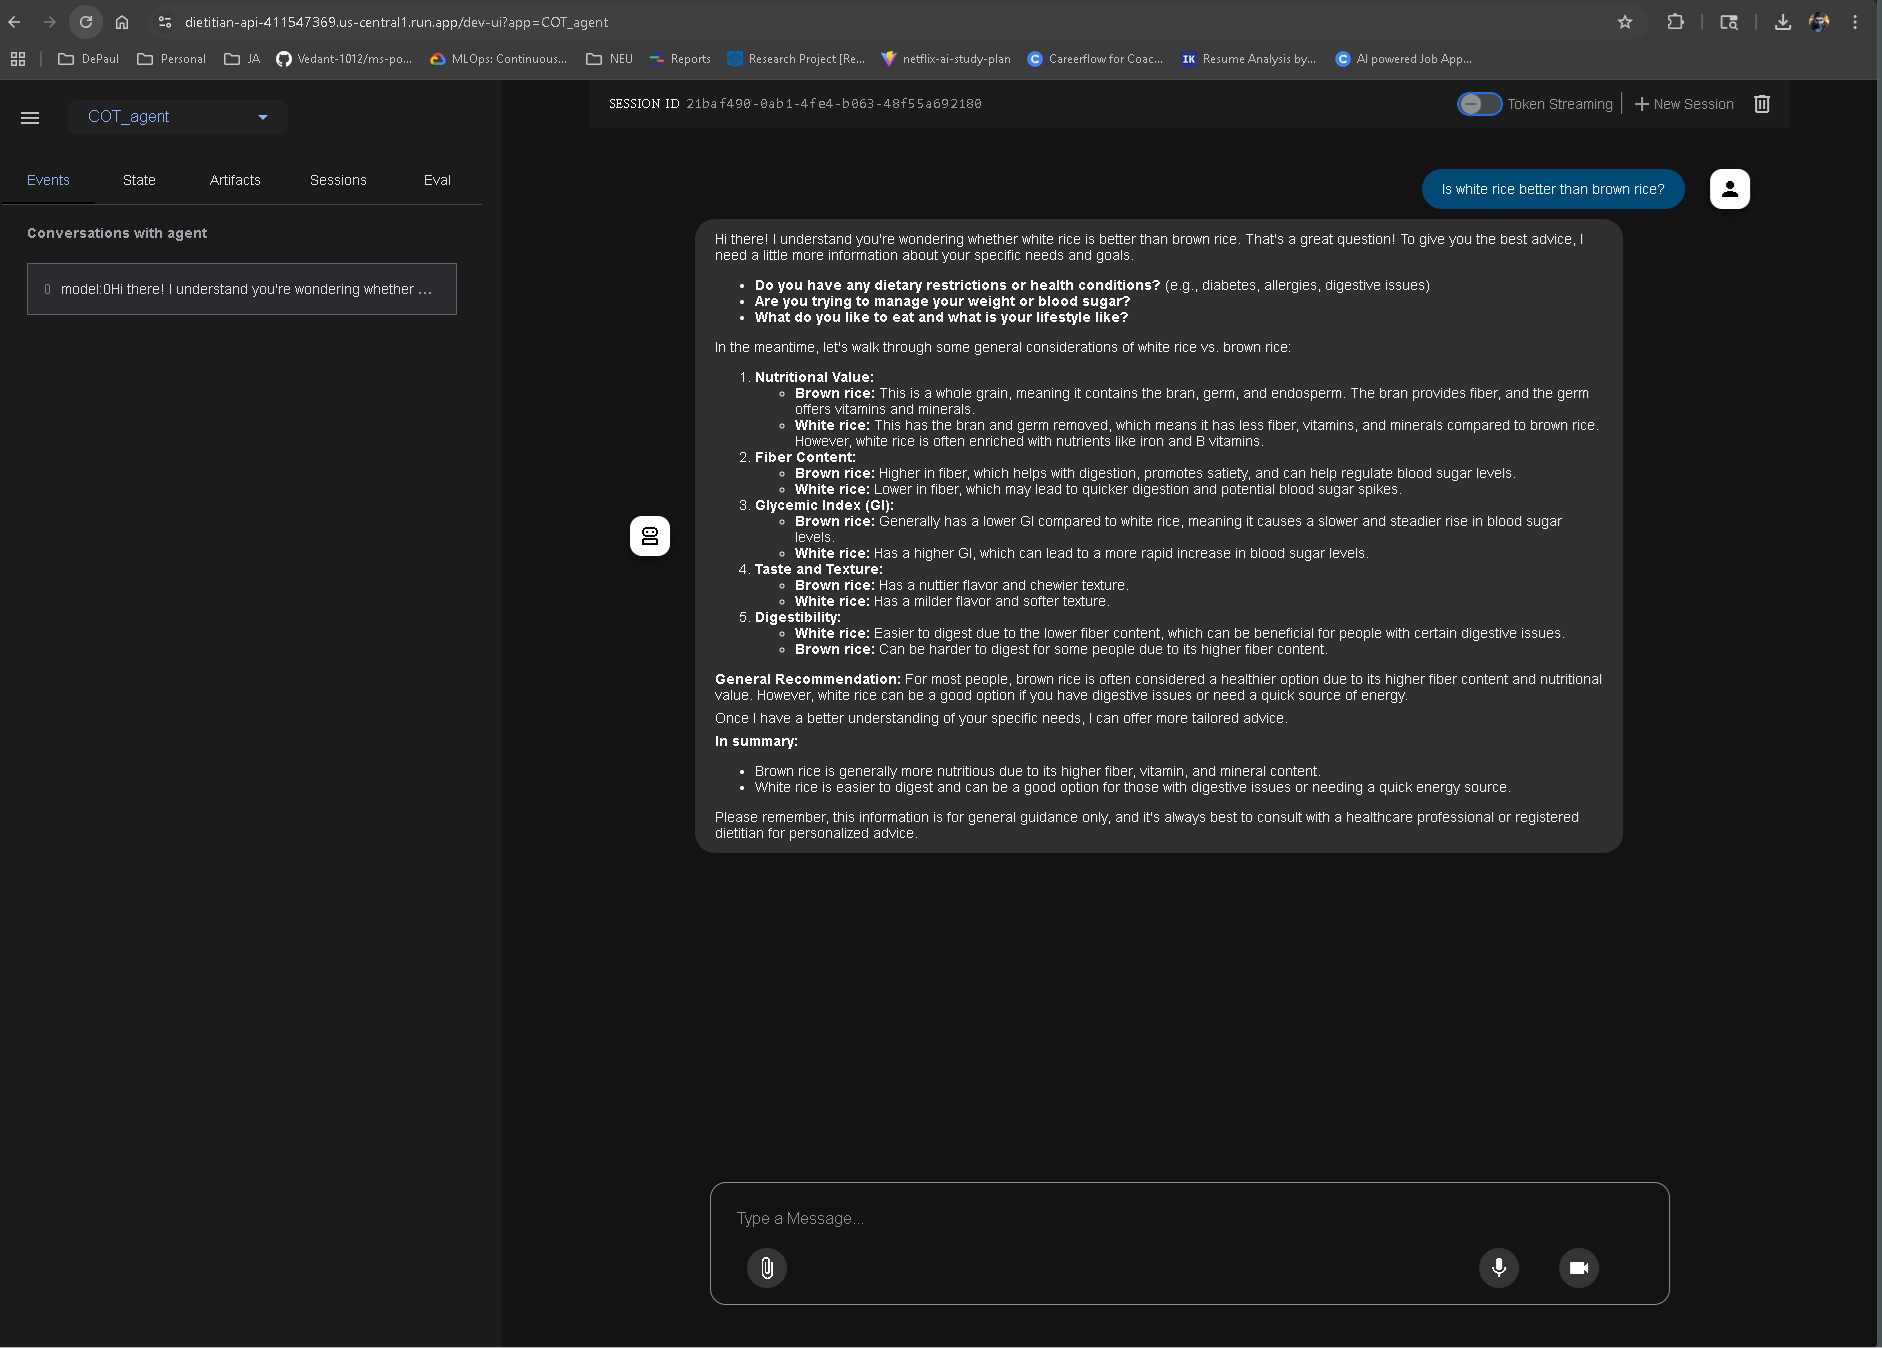 dietitian-api-411547369.us-central1.run.app/dev-ui?app=COT_agent
DePaul
Personal
JA
Vedant-1012/ms-po...
MLOps: Continuous...
NEU
Reports
Research Project [Re...
netflix-ai-study-plan
Careerflow for Coac...
IK Resume Analysis by...
AI powered Job App...
COT_agent
SESSION ID 21baf490-0ab1-4fe4-b063-48f55a692180
Token Streaming
New Session
Events
State
Artifacts
Sessions
Eval
Conversations with agent
0 model:0Hi there! I understand you're wondering whether ...
Is white rice better than brown rice?
Hi there! I understand you're wondering whether white rice is better than brown rice. That's a great question! To give you the best advice, I
need a little more information about your specific needs and goals.
• Do you have any dietary restrictions or health conditions? (e.g., diabetes, allergies, digestive issues)
• Are you trying to manage your weight or blood sugar?
• What do you like to eat and what is your lifestyle like?
In the meantime, let's walk through some general considerations of white rice vs. brown rice:
1. Nutritional Value:
◦ Brown rice: This is a whole grain, meaning it contains the bran, germ, and endosperm. The bran provides fiber, and the germ
offers vitamins and minerals.
◦ White rice: This has the bran and germ removed, which means it has less fiber, vitamins, and minerals compared to brown rice.
However, white rice is often enriched with nutrients like iron and B vitamins.
2. Fiber Content:
◦ Brown rice: Higher in fiber, which helps with digestion, promotes satiety, and can help regulate blood sugar levels.
◦ White rice: Lower in fiber, which may lead to quicker digestion and potential blood sugar spikes.
3. Glycemic Index (GI):
◦ Brown rice: Generally has a lower GI compared to white rice, meaning it causes a slower and steadier rise in blood sugar
levels.
◦ White rice: Has a higher GI, which can lead to a more rapid increase in blood sugar levels.
4. Taste and Texture:
◦ Brown rice: Has a nuttier flavor and chewier texture.
◦ White rice: Has a milder flavor and softer texture.
5. Digestibility:
◦ White rice: Easier to digest due to the lower fiber content, which can be beneficial for people with certain digestive issues.
◦ Brown rice: Can be harder to digest for some people due to its higher fiber content.
General Recommendation: For most people, brown rice is often considered a healthier option due to its higher fiber content and nutritional
value. However, white rice can be a good option if you have digestive issues or need a quick source of energy.
Once I have a better understanding of your specific needs, I can offer more tailored advice.
In summary:
• Brown rice is generally more nutritious due to its higher fiber, vitamin, and mineral content.
• White rice is easier to digest and can be a good option for those with digestive issues or needing a quick energy source.
Please remember, this information is for general guidance only, and it's always best to consult with a healthcare professional or registered
dietitian for personalized advice.
Type a Message...